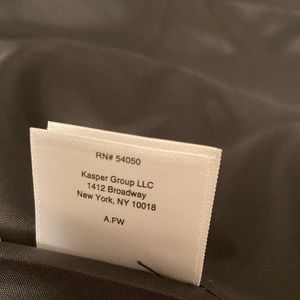 RN# 54050
Kasper Group LLC
1412 Broadway
New York, NY 10018
A.FW